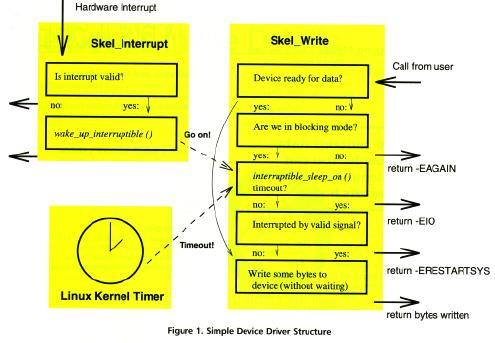 Hardware interrupt
Skel_Interrupt
Is interrupt valid?
no: yes:
wake_up_interruptible ()
Go on!
Timeout!
Linux Kernel Timer
Skel_Write
Call from user
Device ready for data?
yes: no:
Are we in blocking mode?
yes: no:
return -EAGAIN
interruptible_sleep_on ()
timeout?
no: yes:
return -EIO
Interrupted by valid signal?
no: yes:
return -ERESTARTSYS
Write some bytes to
device (without waiting)
return bytes written
Figure 1. Simple Device Driver Structure